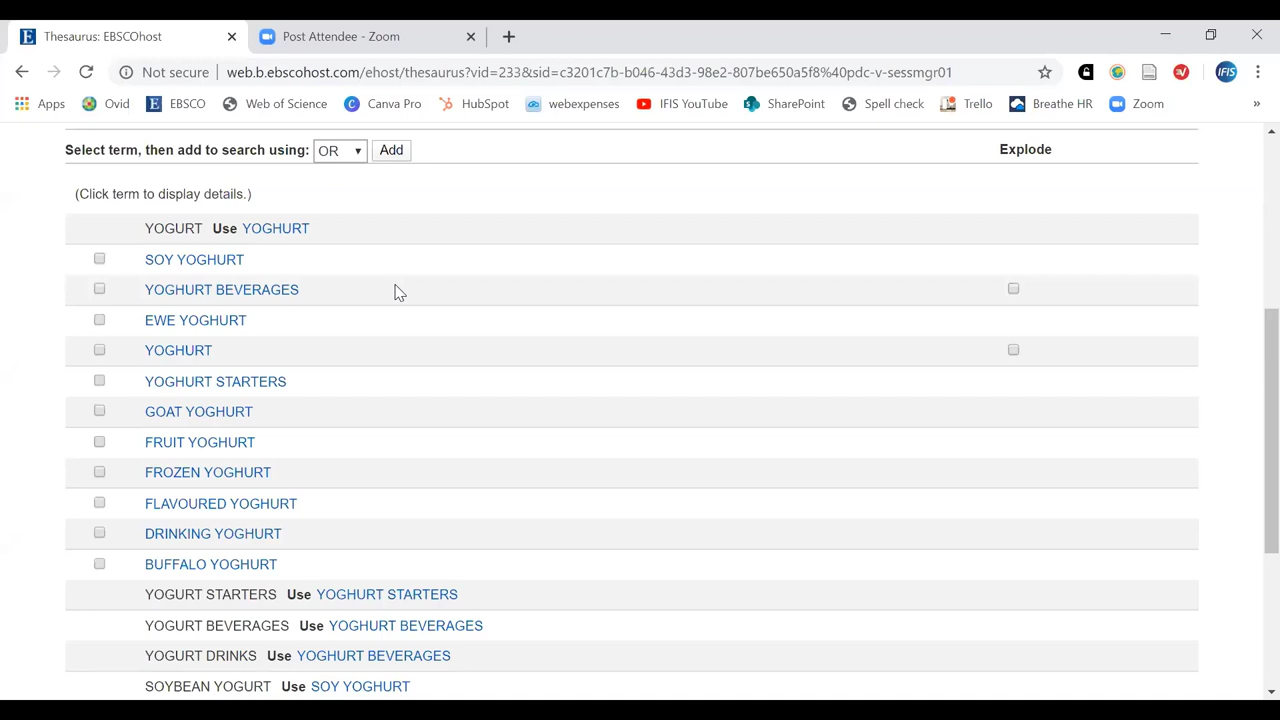 Thesaurus: EBSCOhost
Post Attendee - Zoom
Not secure | web.b.ebscohost.com/ehost/thesaurus?vid=233&sid=c3201c7b-b046-43d3-98e2-807be650a5f8%40pdc-v-sessmgr01
IFIS
Apps Ovid EBSCO Web of Science Canva Pro HubSpot webexpenses IFIS YouTube SharePoint Spell check Trello Breathe HR Zoom »
Select term, then add to search using: OR Add Explode
(Click term to display details.)
YOGURT Use YOGHURT
SOY YOGHURT
YOGHURT BEVERAGES
EWE YOGHURT
YOGHURT
YOGHURT STARTERS
GOAT YOGHURT
FRUIT YOGHURT
FROZEN YOGHURT
FLAVOURED YOGHURT
DRINKING YOGHURT
BUFFALO YOGHURT
YOGURT STARTERS Use YOGHURT STARTERS
YOGURT BEVERAGES Use YOGHURT BEVERAGES
YOGURT DRINKS Use YOGHURT BEVERAGES
SOYBEAN YOGURT Use SOY YOGHURT